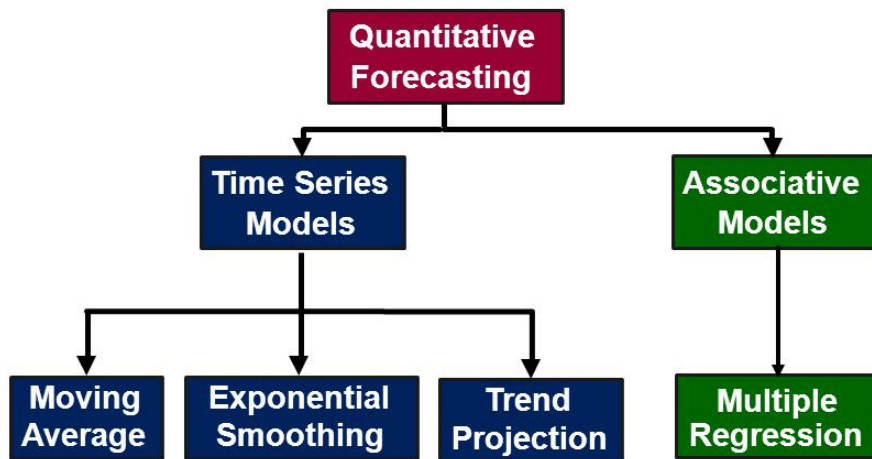 Quantitative
Forecasting
Time Series
Models
Associative
Models
Moving
Average
Exponential
Smoothing
Trend
Projection
Multiple
Regression